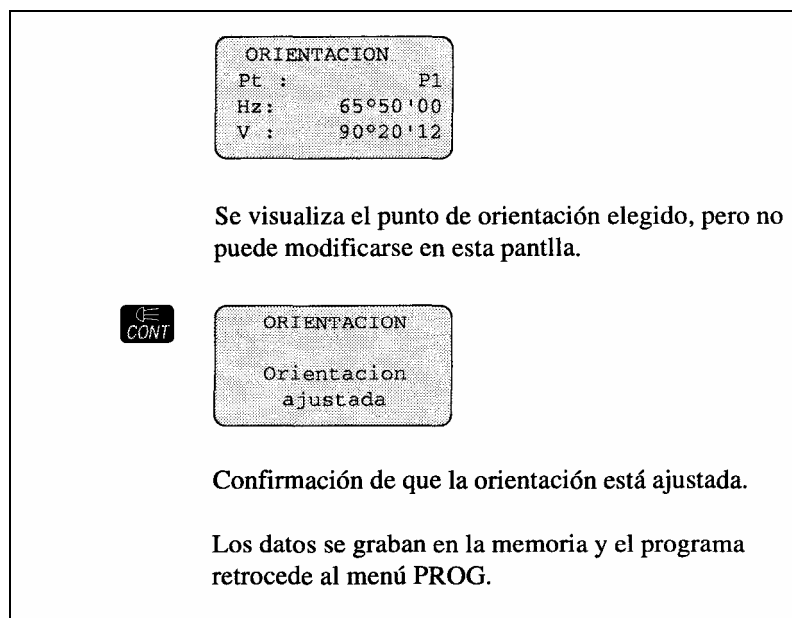 ORIENTACION
Pt : P1
Hz: 65°50'00
V : 90°20'12
Se visualiza el punto de orientación elegido, pero no
puede modificarse en esta pantlla.
CONT
ORIENTACION
Orientacion
ajustada
Confirmación de que la orientación está ajustada.
Los datos se graban en la memoria y el programa
retrocede al menú PROG.